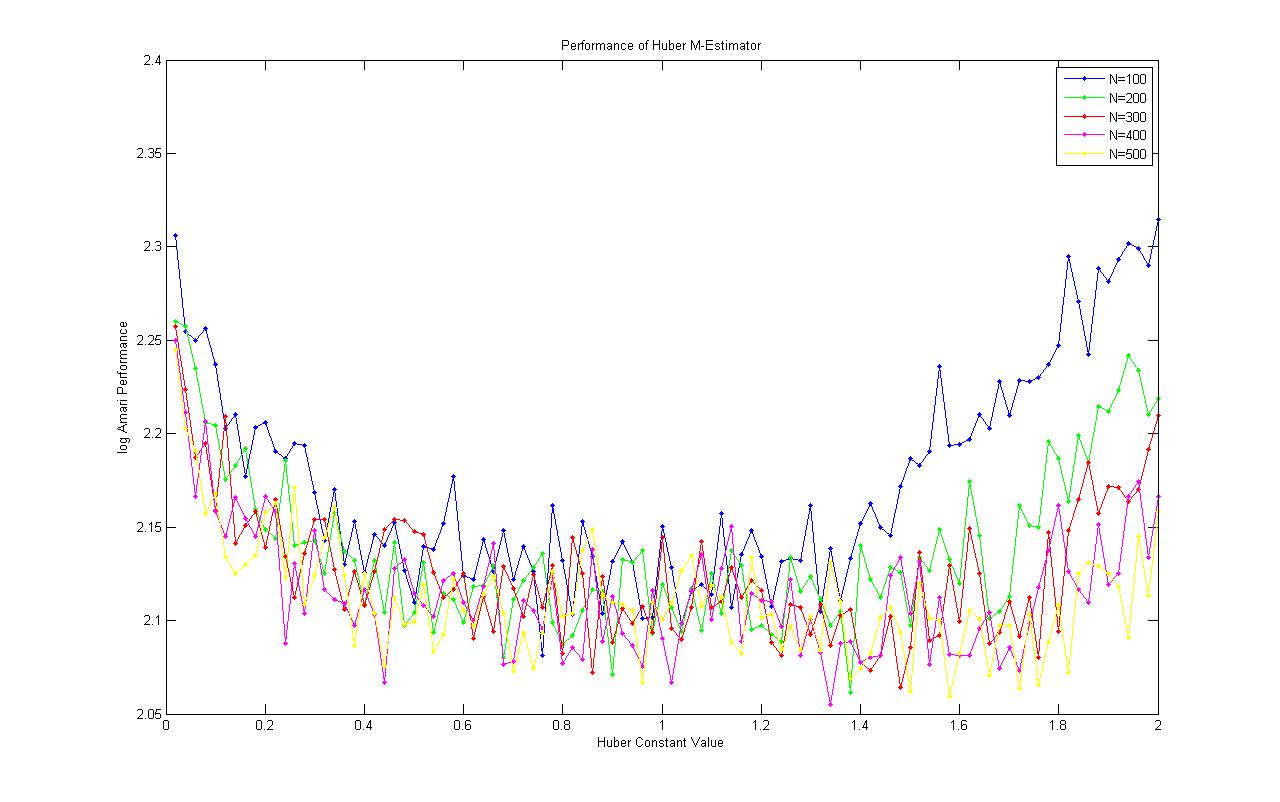 Performance of Huber M-Estimator
2.4
2.35
2.3
2.25
2.2
2.15
2.1
2.05
log Amari Performance
N=100
N=200
N=300
N=400
N=500
0 0.2 0.4 0.6 0.8 1 1.2 1.4 1.6 1.8 2
Huber Constant Value